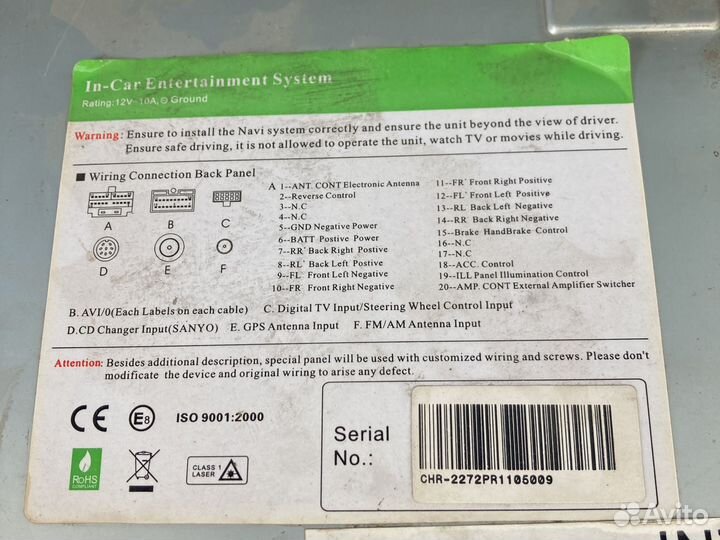 In-Car Entertainment System
Rating:12V⎓10A,⊖ Ground
Warning: Ensure to install the Navi system correctly and ensure the unit beyond the view of driver.
Ensure safe driving, it is not allowed to operate the unit, watch TV or movies while driving.
■ Wiring Connection Back Panel
A B C
D E F
A 1--ANT. CONT Electronic Antenna
2--Reverse Control
3--N.C
4--N.C
5--GND Negative Power
6--BATT Postive Power
7--RR⁺ Back Right Postive
8--RL⁺ Back Left Postive
9--FL⁻ Front Left Negative
10--FR⁻ Front Right Negative
11--FR⁺ Front Right Positive
12--FL⁺ Front Left Positive
13--RL Back Left Negative
14--RR Back Right Negative
15--Brake HandBrake Control
16--N.C
17--N.C
18--ACC. Control
19--ILL Panel Illumination Control
20--AMP. CONT External Amplifier Switcher
B. AVI/0(Each Labels on each cable) C. Digital TV Input/Steering Wheel Control Input
D.CD Changer Input(SANYO) E. GPS Antenna Input F. FM/AM Antenna Input
Attention: Besides additional description, special panel will be used with customized wiring and screws. Please don't
modificate the device and original wiring to arise any defect.
CE E8 ISO 9001:2000
RoHS
COMPLIANT
CLASS 1
LASER
Serial
No.:
CHR-2272PR1105009
Avito